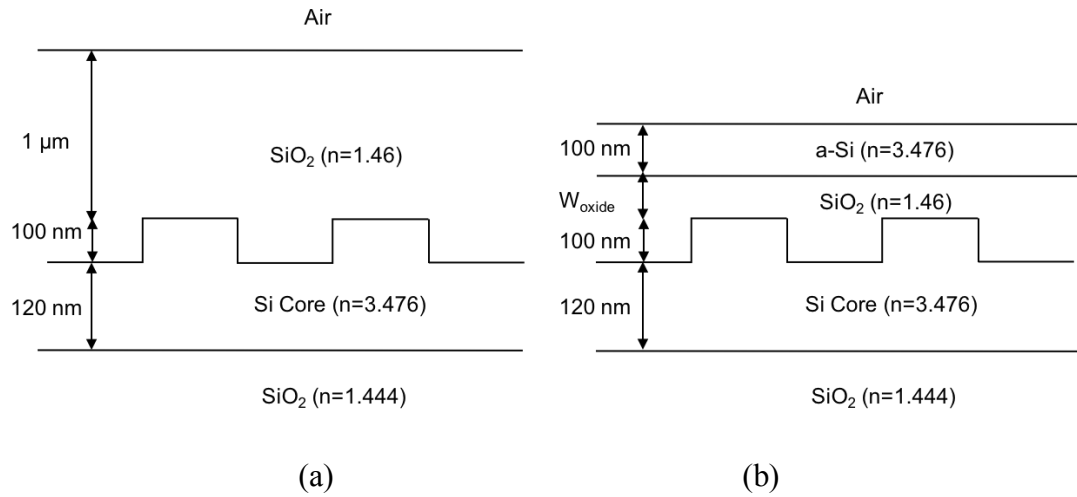 Air
1 µm
SiO2 (n=1.46)
100 nm
120 nm
Si Core (n=3.476)
SiO2 (n=1.444)
(a)
Air
100 nm
a-Si (n=3.476)
Woxide
SiO2 (n=1.46)
100 nm
120 nm
Si Core (n=3.476)
SiO2 (n=1.444)
(b)